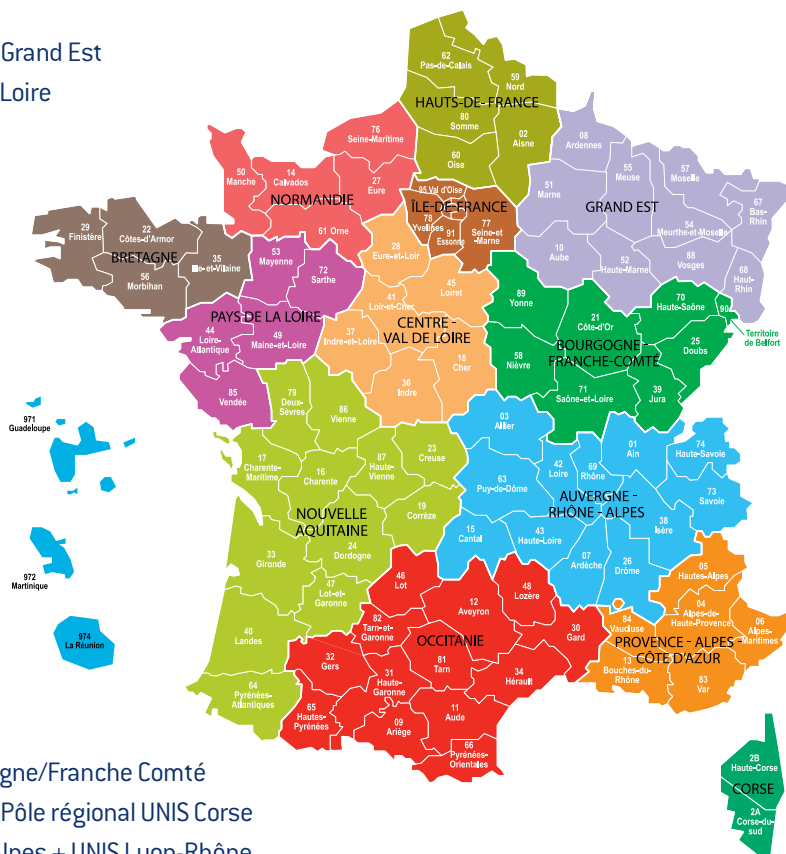 Grand Est
Loire
62
Pas-de-Calais
59
Nord
HAUTS-DE-FRANCE
80
Somme
02
Aisne
60
Oise
76
Seine-Maritime
27
Eure
14
Calvados
50
Manche
NORMANDIE
61 Orne
95 Val d'Oise
ÎLE-DE-FRANCE
78
Yvelines
91
Essonne
77
Seine-et-
Marne
08
Ardennes
51
Marne
55
Meuse
57
Moselle
67
Bas-
Rhin
GRAND EST
54
Meurthe-et-Moselle
10
Aube
52
Haute-Marne
88
Vosges
68
Haut-
Rhin
29
Finistère
22
Côtes-d'Armor
35
Ille-et-Vilaine
BRETAGNE
56
Morbihan
53
Mayenne
72
Sarthe
PAYS DE LA LOIRE
44
Loire-
Atlantique
49
Maine-et-Loire
85
Vendée
28
Eure-et-Loir
45
Loiret
41
Loir-et-Cher
CENTRE -
VAL DE LOIRE
37
Indre-et-Loire
18
Cher
36
Indre
89
Yonne
21
Côte-d'Or
70
Haute-Saône
90
Territoire
de Belfort
BOURGOGNE -
FRANCHE-COMTÉ
58
Nièvre
25
Doubs
71
Saône-et-Loire
39
Jura
79
Deux-
Sèvres
86
Vienne
17
Charente-
Maritime
16
Charente
87
Haute-
Vienne
23
Creuse
19
Corrèze
NOUVELLE
AQUITAINE
24
Dordogne
33
Gironde
47
Lot-et-
Garonne
40
Landes
64
Pyrénées-
Atlantiques
03
Allier
63
Puy-de-Dôme
42
Loire
69
Rhône
01
Ain
74
Haute-Savoie
73
Savoie
AUVERGNE -
RHÔNE - ALPES
38
Isère
15
Cantal
43
Haute-Loire
07
Ardèche
26
Drôme
46
Lot
12
Aveyron
48
Lozère
30
Gard
82
Tarn-et-
Garonne
OCCITANIE
32
Gers
31
Haute-
Garonne
81
Tarn
34
Hérault
65
Hautes-
Pyrénées
09
Ariège
11
Aude
66
Pyrénées-
Orientales
05
Hautes-Alpes
04
Alpes-de-
Haute-Provence
06
Alpes-
Maritimes
84
Vaucluse
PROVENCE - ALPES -
CÔTE D'AZUR
13
Bouches-du-
Rhône
83
Var
971
Guadeloupe
972
Martinique
974
La Réunion
2B
Haute-Corse
CORSE
2A
Corse-du-
sud
gne/Franche Comté
Pôle régional UNIS Corse
lpes + UNIS Lyon-Rhône